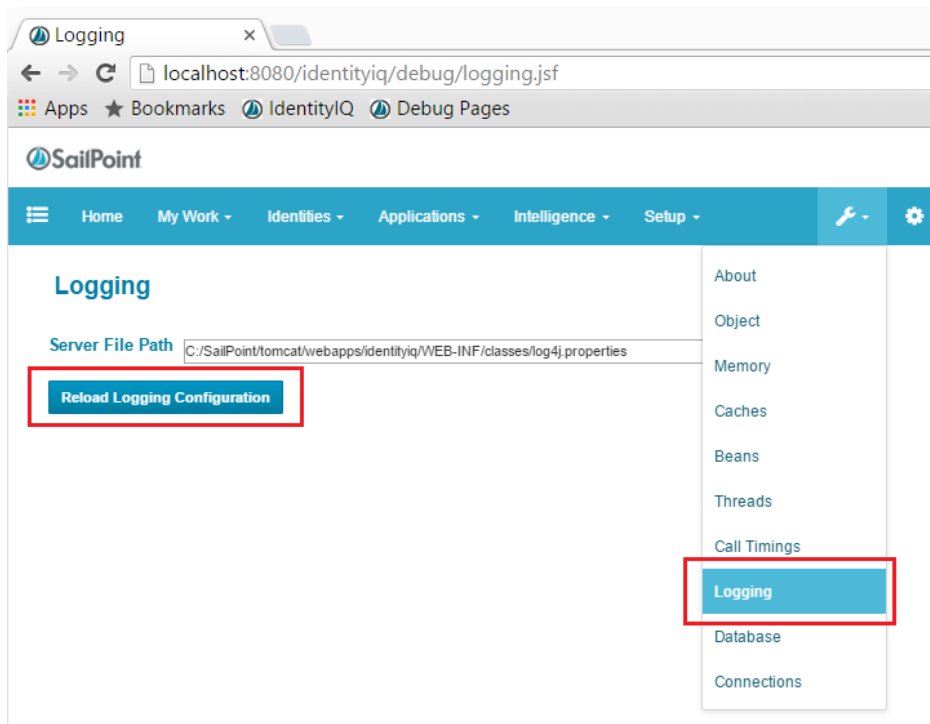 Logging
localhost:8080/identityiq/debug/logging.jsf
Apps Bookmarks IdentityIQ Debug Pages
SailPoint
Home My Work Identities Applications Intelligence Setup
Logging
Server File Path C:/SailPoint/tomcat/webapps/identityiq/WEB-INF/classes/log4j.properties
Reload Logging Configuration
About
Object
Memory
Caches
Beans
Threads
Call Timings
Logging
Database
Connections